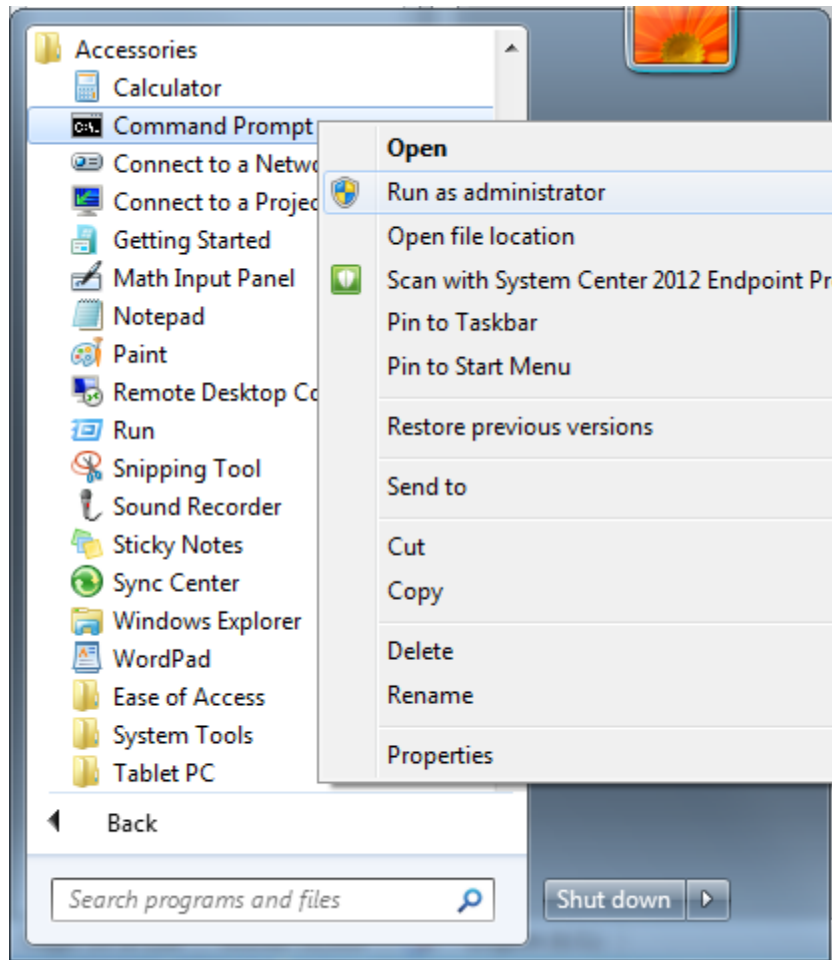 Accessories
Calculator
Command Prompt
Connect to a Netwo
Connect to a Projec
Getting Started
Math Input Panel
Notepad
Paint
Remote Desktop Co
Run
Snipping Tool
Sound Recorder
Sticky Notes
Sync Center
Windows Explorer
WordPad
Ease of Access
System Tools
Tablet PC
Back
Search programs and files
Open
Run as administrator
Open file location
Scan with System Center 2012 Endpoint Pr
Pin to Taskbar
Pin to Start Menu
Restore previous versions
Send to
Cut
Copy
Delete
Rename
Properties
Shut down